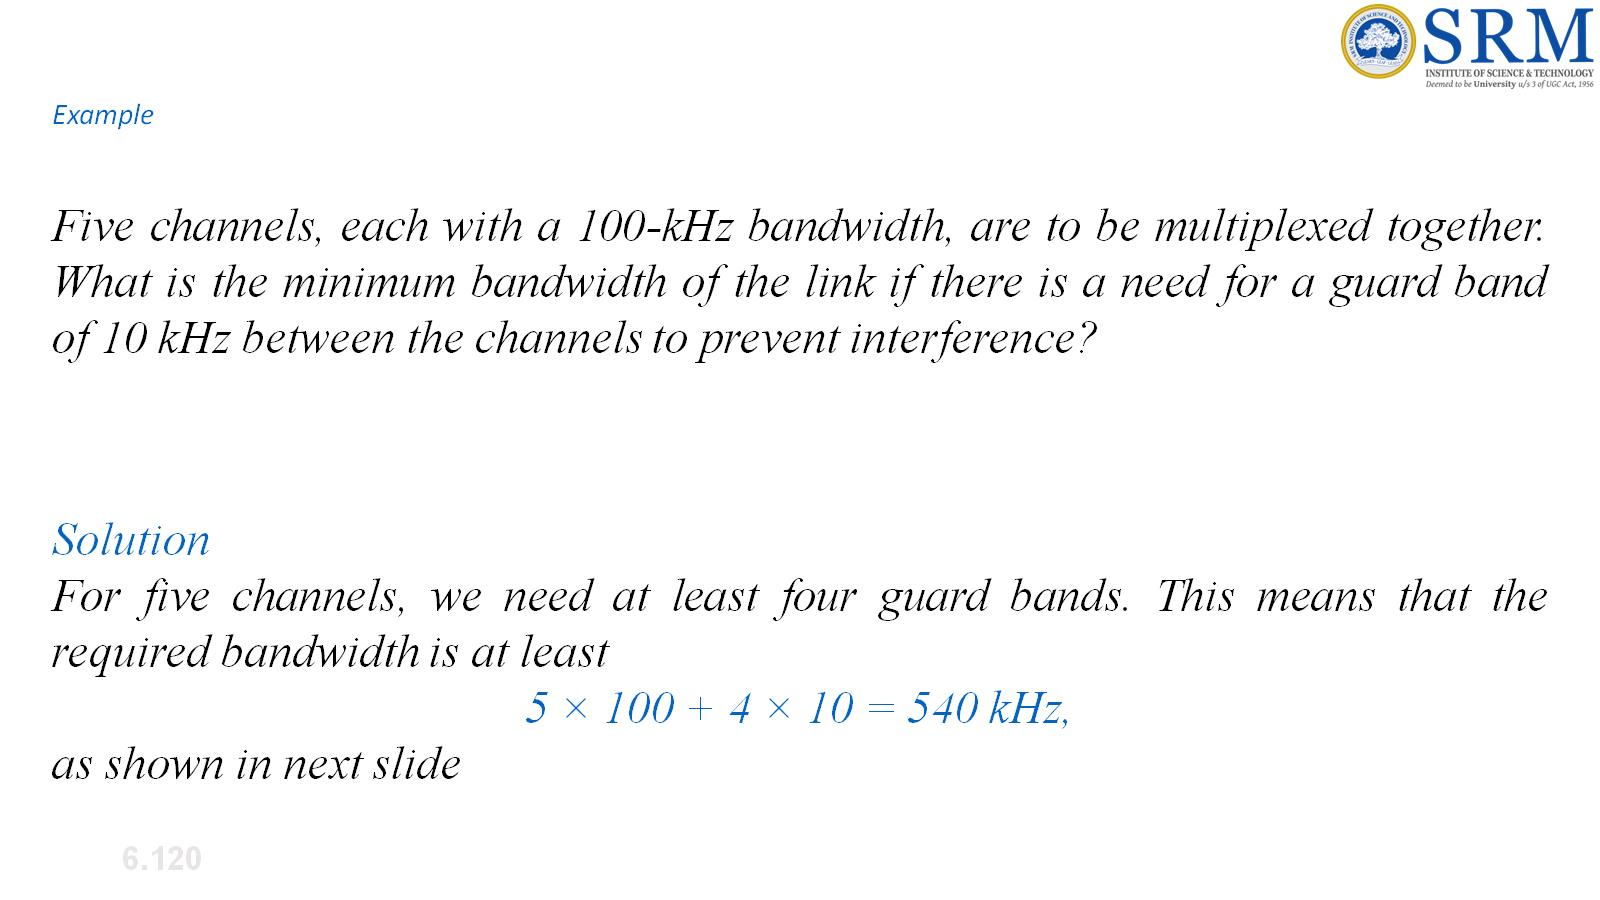 SRM
INSTITUTE OF SCIENCE & TECHNOLOGY
Deemed to be University u/s 3 of UGC Act, 1956
Example
Five channels, each with a 100-kHz bandwidth, are to be multiplexed together.
What is the minimum bandwidth of the link if there is a need for a guard band
of 10 kHz between the channels to prevent interference?
Solution
For five channels, we need at least four guard bands. This means that the
required bandwidth is at least
5 × 100 + 4 × 10 = 540 kHz,
as shown in next slide
6.120